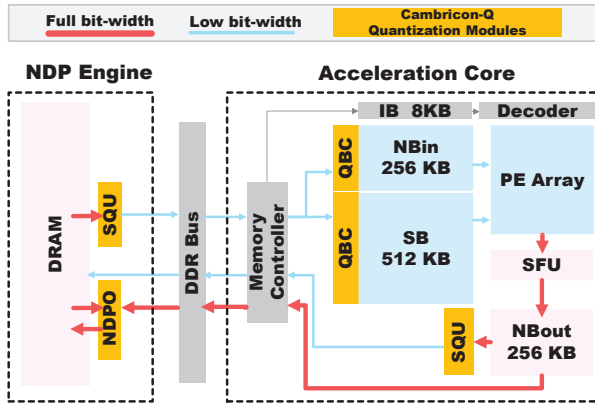 Full bit-width
Low bit-width
Cambricon-Q
Quantization Modules
NDP Engine
Acceleration Core
IB 8KB
Decoder
DRAM
SQU
NDPO
DDR Bus
Memory
Controller
QBC
NBin
256 KB
QBC
SB
512 KB
PE Array
SFU
SQU
NBout
256 KB